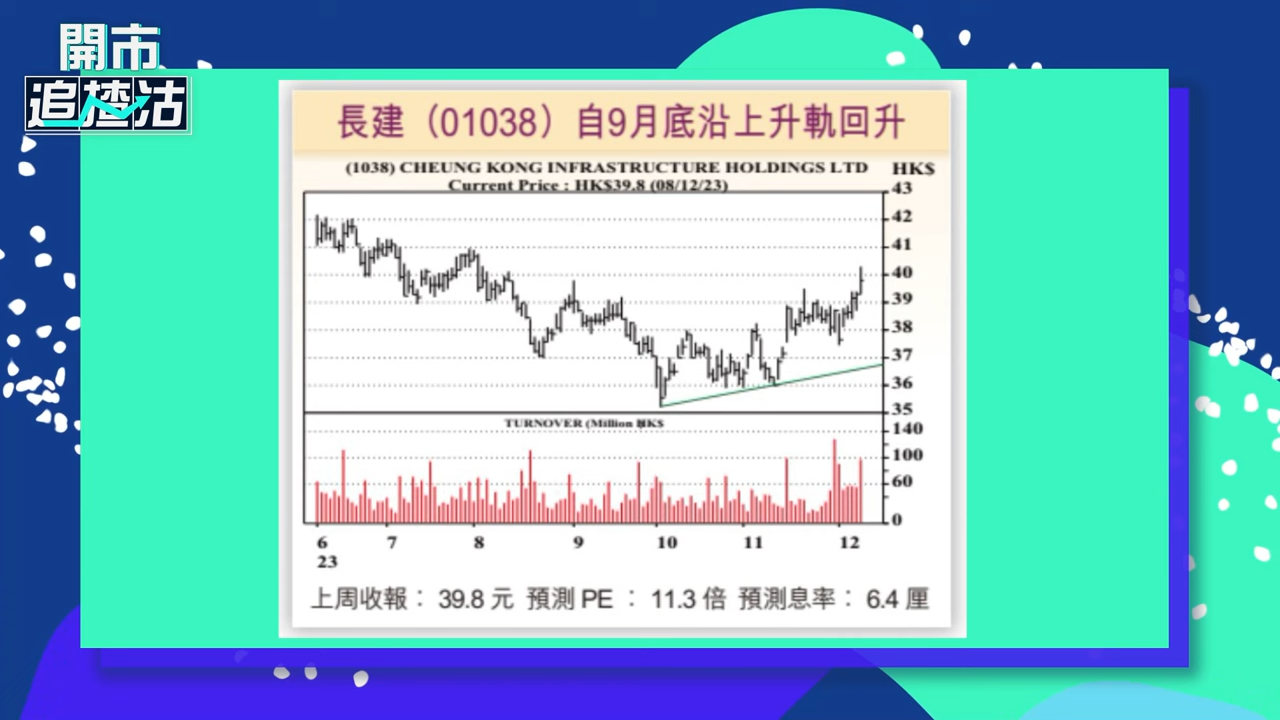 開市
追揸沽
長建（01038）自9月底沿上升軌回升
(1038) CHEUNG KONG INFRASTRUCTURE HOLDINGS LTD HK$
Current Price : HK$39.8 (08/12/23)
43
42
41
40
39
38
37
36
35
TURNOVER (Million HK$
140
100
60
0
6 7 8 9 10 11 12
23
上周收報： 39.8 元 預測 PE ： 11.3 倍 預測息率： 6.4 厘